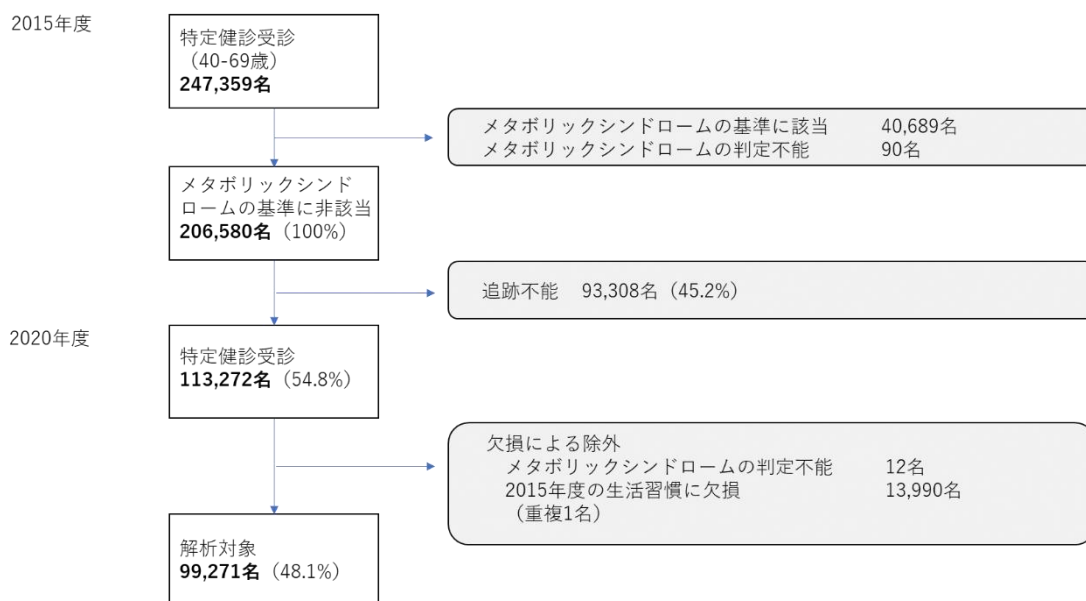 2015年度
特定健診受診
（40-69歳）
247,359名
メタボリックシンドロームの基準に該当 40,689名
メタボリックシンドロームの判定不能 90名
メタボリックシンド
ロームの基準に非該当
206,580名（100%）
追跡不能 93,308名（45.2%）
2020年度
特定健診受診
113,272名（54.8%）
欠損による除外
メタボリックシンドロームの判定不能 12名
2015年度の生活習慣に欠損 13,990名
（重複1名）
解析対象
99,271名（48.1%）